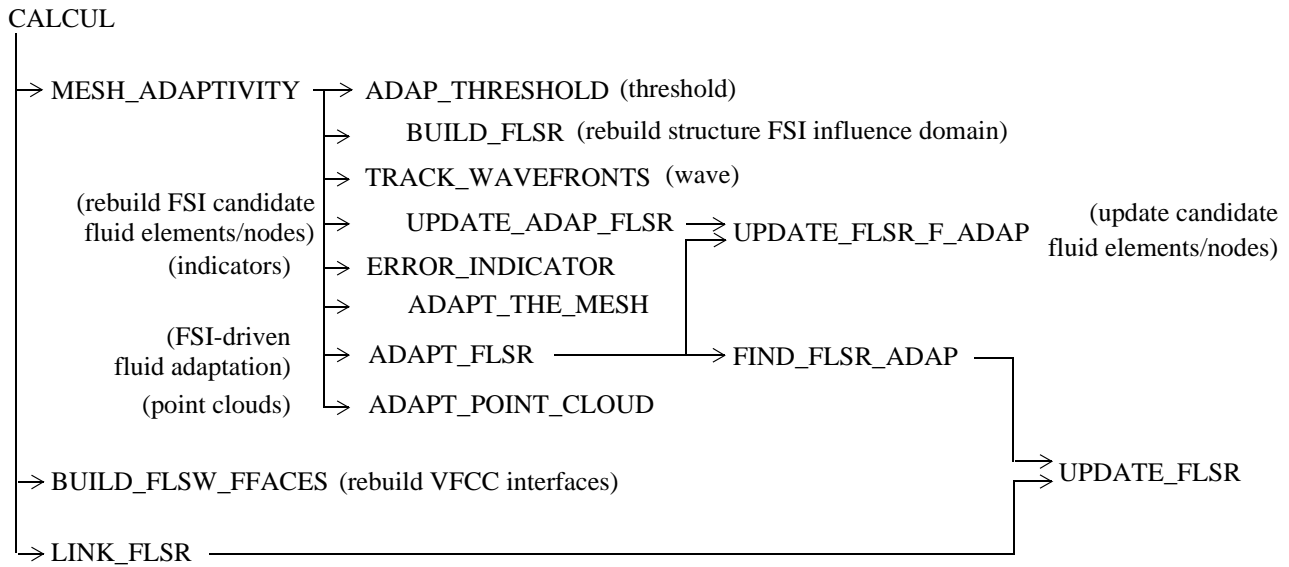 CALCUL
MESH_ADAPTIVITY
ADAP_THRESHOLD (threshold)
BUILD_FLSR (rebuild structure FSI influence domain)
TRACK_WAVEFRONTS (wave)
(rebuild FSI candidate
fluid elements/nodes)
UPDATE_ADAP_FLSR
UPDATE_FLSR_F_ADAP
(update candidate
fluid elements/nodes)
(indicators)
ERROR_INDICATOR
ADAPT_THE_MESH
(FSI-driven
fluid adaptation)
ADAPT_FLSR
FIND_FLSR_ADAP
(point clouds)
ADAPT_POINT_CLOUD
BUILD_FLSW_FFACES (rebuild VFCC interfaces)
UPDATE_FLSR
LINK_FLSR